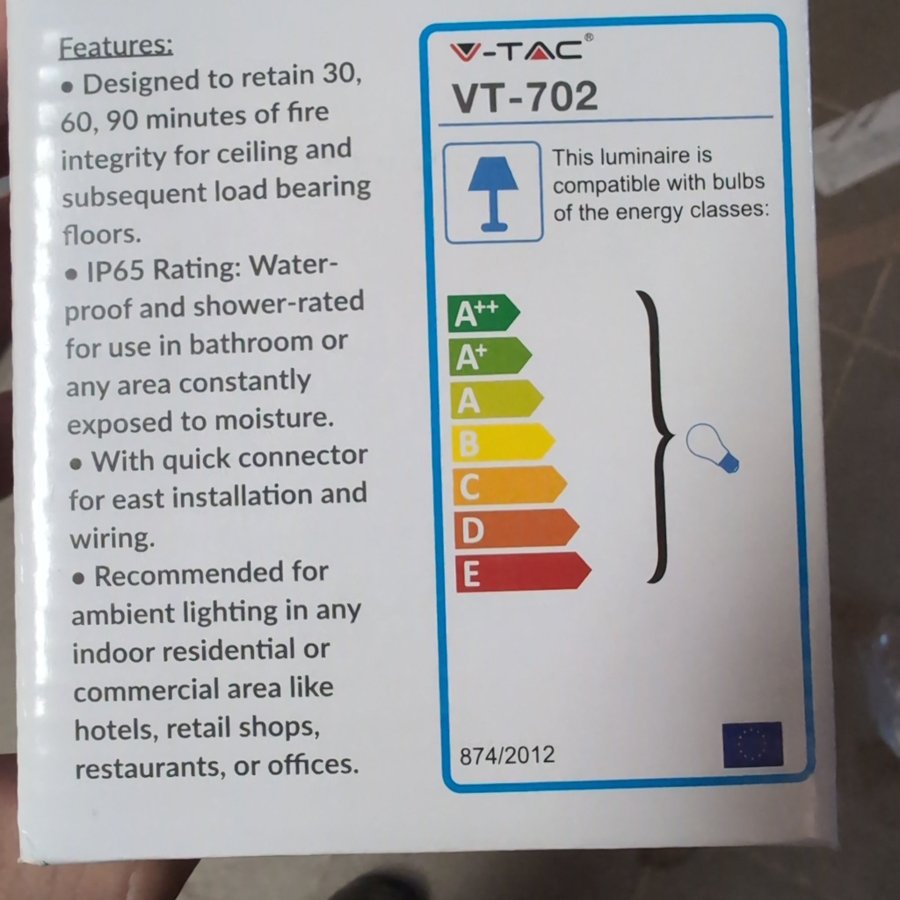 Features:
• Designed to retain 30,
60, 90 minutes of fire
integrity for ceiling and
subsequent load bearing
floors.
• IP65 Rating: Water-
proof and shower-rated
for use in bathroom or
any area constantly
exposed to moisture.
• With quick connector
for east installation and
wiring.
• Recommended for
ambient lighting in any
indoor residential or
commercial area like
hotels, retail shops,
restaurants, or offices.
V-TAC®
VT-702
This luminaire is
compatible with bulbs
of the energy classes:
A++
A+
A
B
C
D
E
874/2012